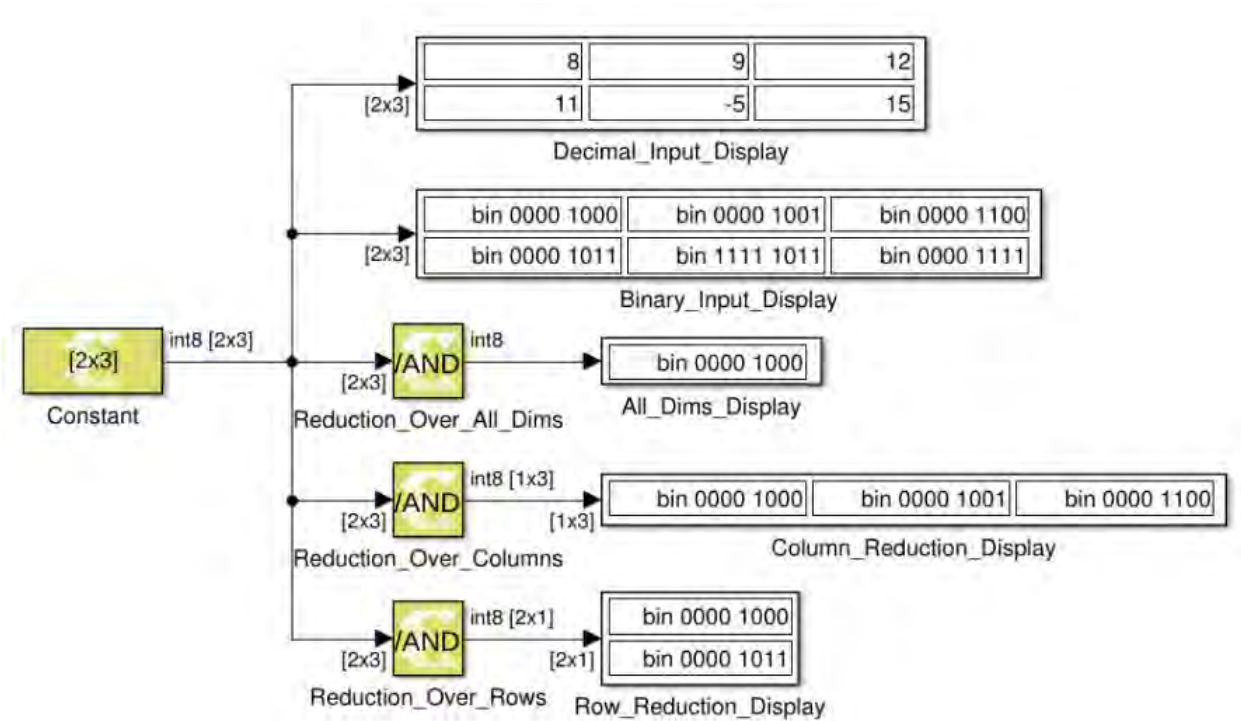 8 9 12
[2x3] 11 -5 15
Decimal_Input_Display
bin 0000 1000 bin 0000 1001 bin 0000 1100
[2x3] bin 0000 1011 bin 1111 1011 bin 0000 1111
Binary_Input_Display
[2x3] int8 [2x3]
Constant
[2x3] /AND int8 bin 0000 1000
Reduction_Over_All_Dims All_Dims_Display
[2x3] /AND int8 [1x3] [1x3] bin 0000 1000 bin 0000 1001 bin 0000 1100
Reduction_Over_Columns Column_Reduction_Display
[2x3] /AND int8 [2x1] [2x1] bin 0000 1000
bin 0000 1011
Reduction_Over_Rows Row_Reduction_Display